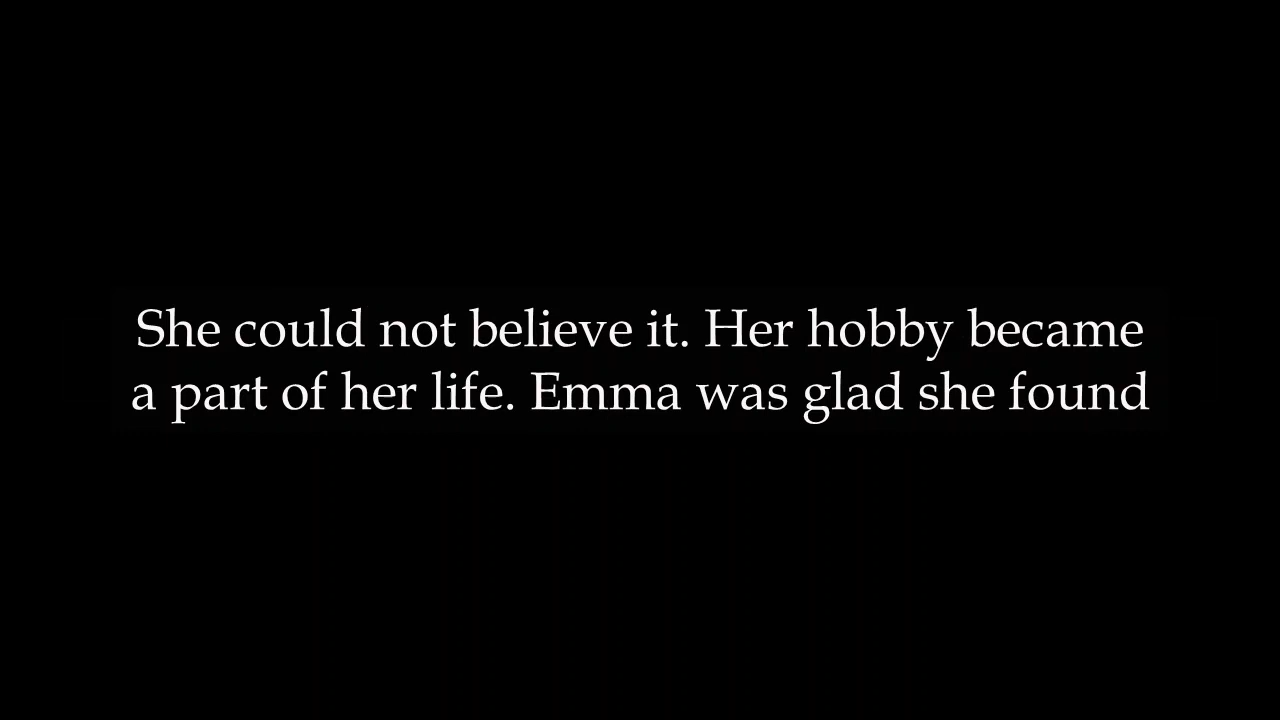 She could not believe it. Her hobby became
a part of her life. Emma was glad she found